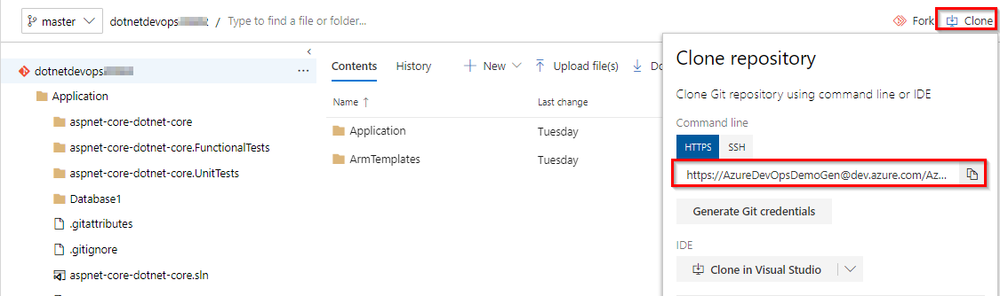 master dotnetdevops / Type to find a file or folder... Fork Clone
dotnetdevops
Application
aspnet-core-dotnet-core
aspnet-core-dotnet-core.FunctionalTests
aspnet-core-dotnet-core.UnitTests
Database1
.gitattributes
.gitignore
aspnet-core-dotnet-core.sln
Contents History New Upload file(s) Do
Name ↑ Last change
Application Tuesday
ArmTemplates Tuesday
Clone repository
Clone Git repository using command line or IDE
Command line
HTTPS SSH
https://AzureDevOpsDemoGen@dev.azure.com/Az...
Generate Git credentials
IDE
Clone in Visual Studio